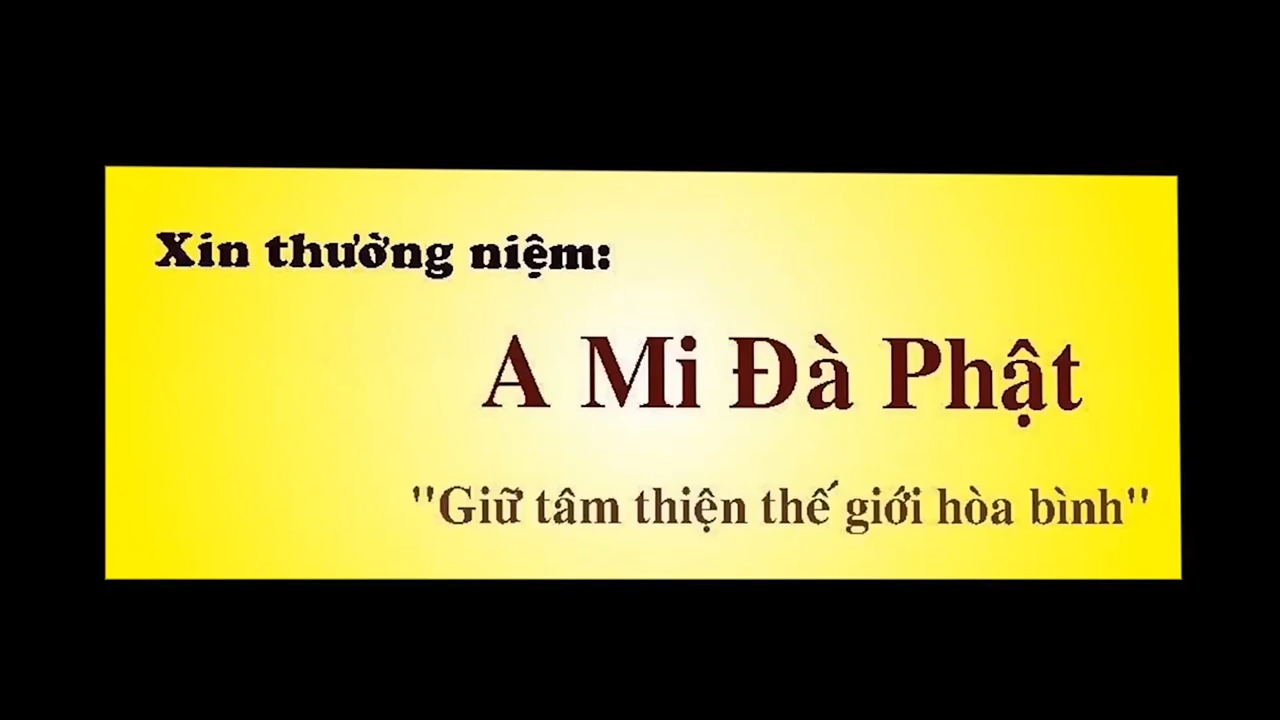 Xin thường niệm:
A Mi Đà Phật
"Giữ tâm thiện thế giới hòa bình"